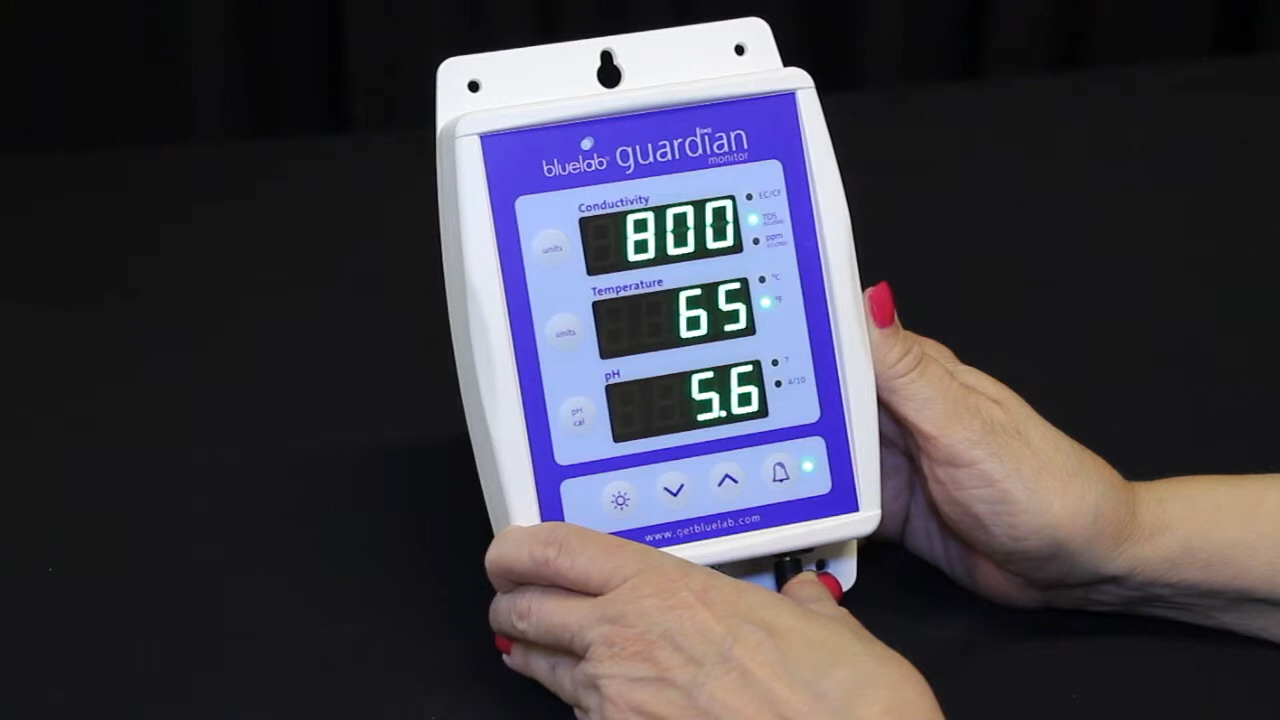 bluelab® guardian
monitor
Conductivity
EC/CF
units
800
TDS
ppm
Temperature
°C
units
65
°F
pH
7
pH
cal
5.6
4/10
www.getbluelab.com